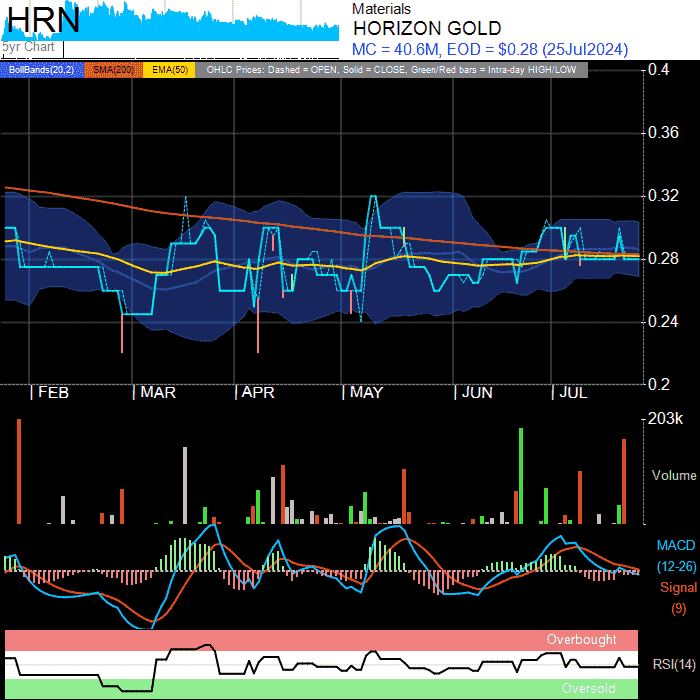 HRN
5yr Chart
Materials
HORIZON GOLD
MC = 40.6M, EOD = $0.28 (25Jul2024)
BollBands(20,2) SMA(200) EMA(50) OHLC Prices: Dashed = OPEN, Solid = CLOSE, Green/Red bars = Intra-day HIGH/LOW
0.4
0.36
0.32
0.28
0.24
0.2
FEB MAR APR MAY JUN JUL
203k
Volume
MACD
(12-26)
Signal
(9)
Overbought
RSI(14)
Oversold